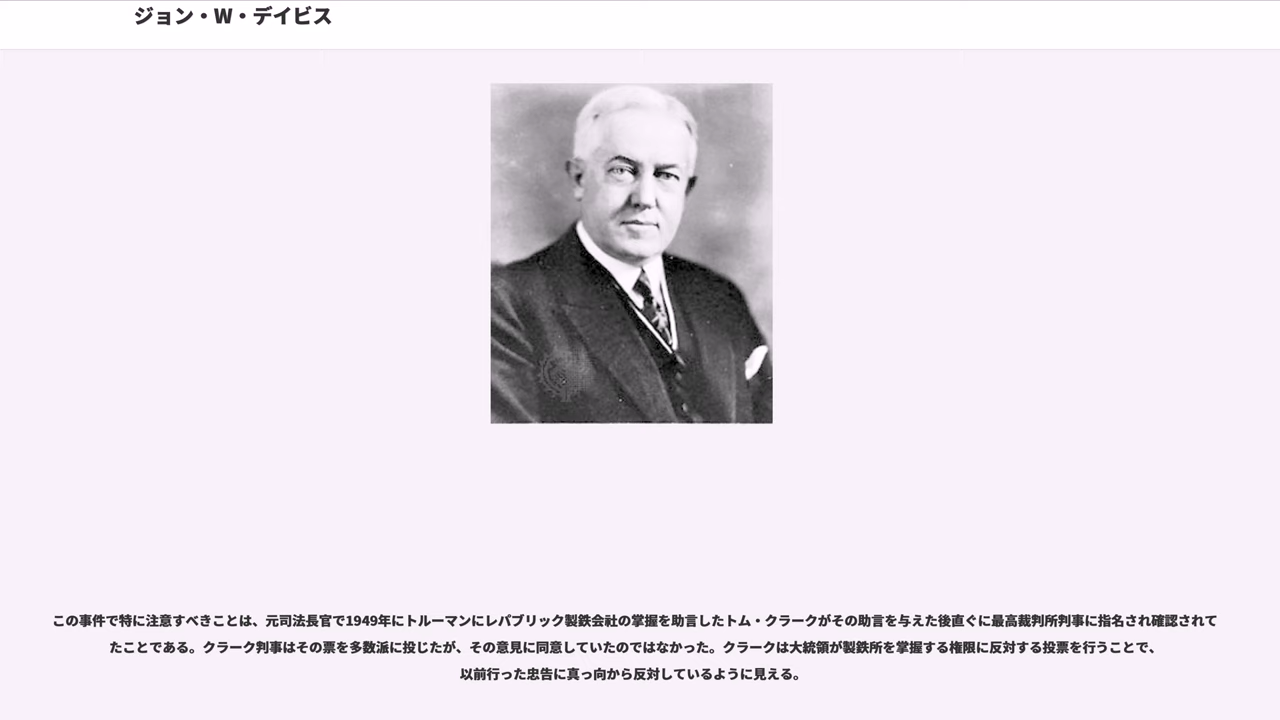 ジョン・W・デイビス
この事件で特に注意すべきことは、元司法長官で1949年にトルーマンにレパブリック製鉄会社の掌握を助言したトム・クラークがその助言を与えた後直ぐに最高裁判所判事に指名され確認されて
たことである。クラーク判事はその票を多数派に投じたが、その意見に同意していたのではなかった。クラークは大統領が製鉄所を掌握する権限に反対する投票を行うことで、
以前行った忠告に真っ向から反対しているように見える。